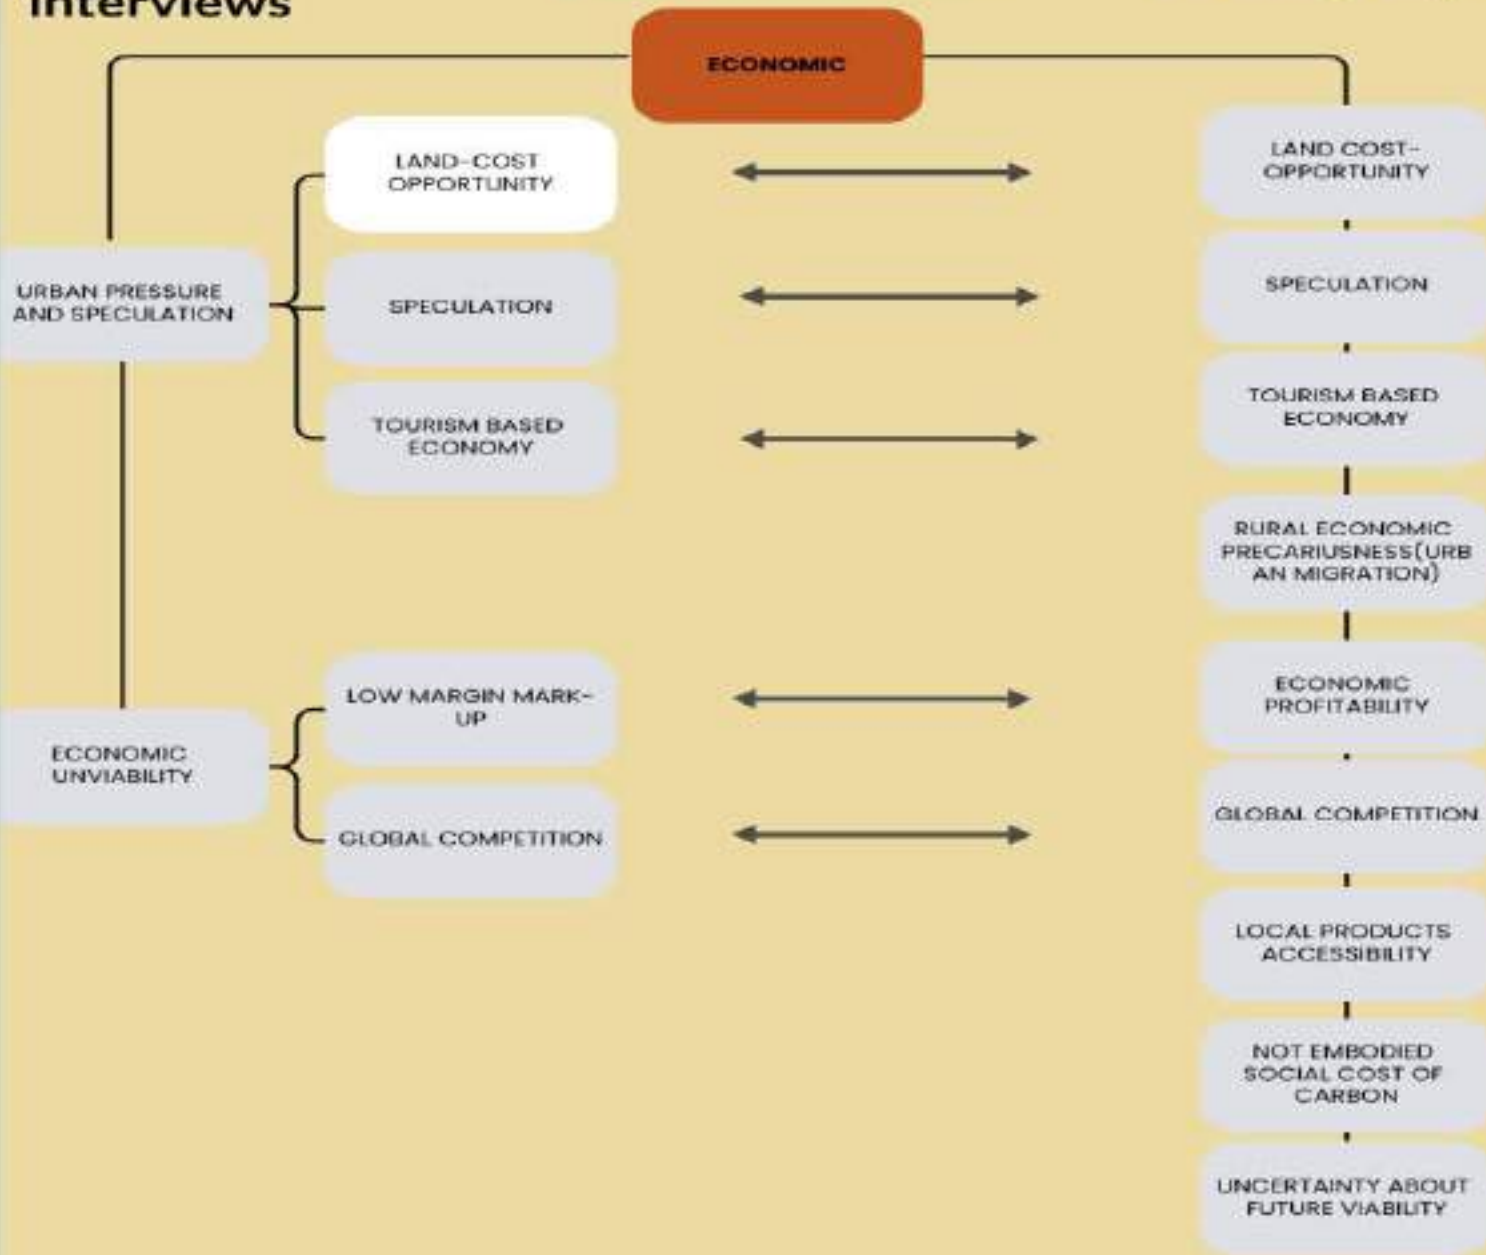 Interviews
ECONOMIC
LAND-COST
OPPORTUNITY
LAND COST-
OPPORTUNITY
URBAN PRESSURE
AND SPECULATION
SPECULATION
SPECULATION
TOURISM BASED
ECONOMY
TOURISM BASED
ECONOMY
RURAL ECONOMIC
PRECARIUSNESS(URB
AN MIGRATION)
LOW MARGIN MARK-
UP
ECONOMIC
PROFITABILITY
ECONOMIC
UNVIABILITY
GLOBAL COMPETITION
GLOBAL COMPETITION
LOCAL PRODUCTS
ACCESSIBILITY
NOT EMBODIED
SOCIAL COST OF
CARBON
UNCERTAINTY ABOUT
FUTURE VIABILITY